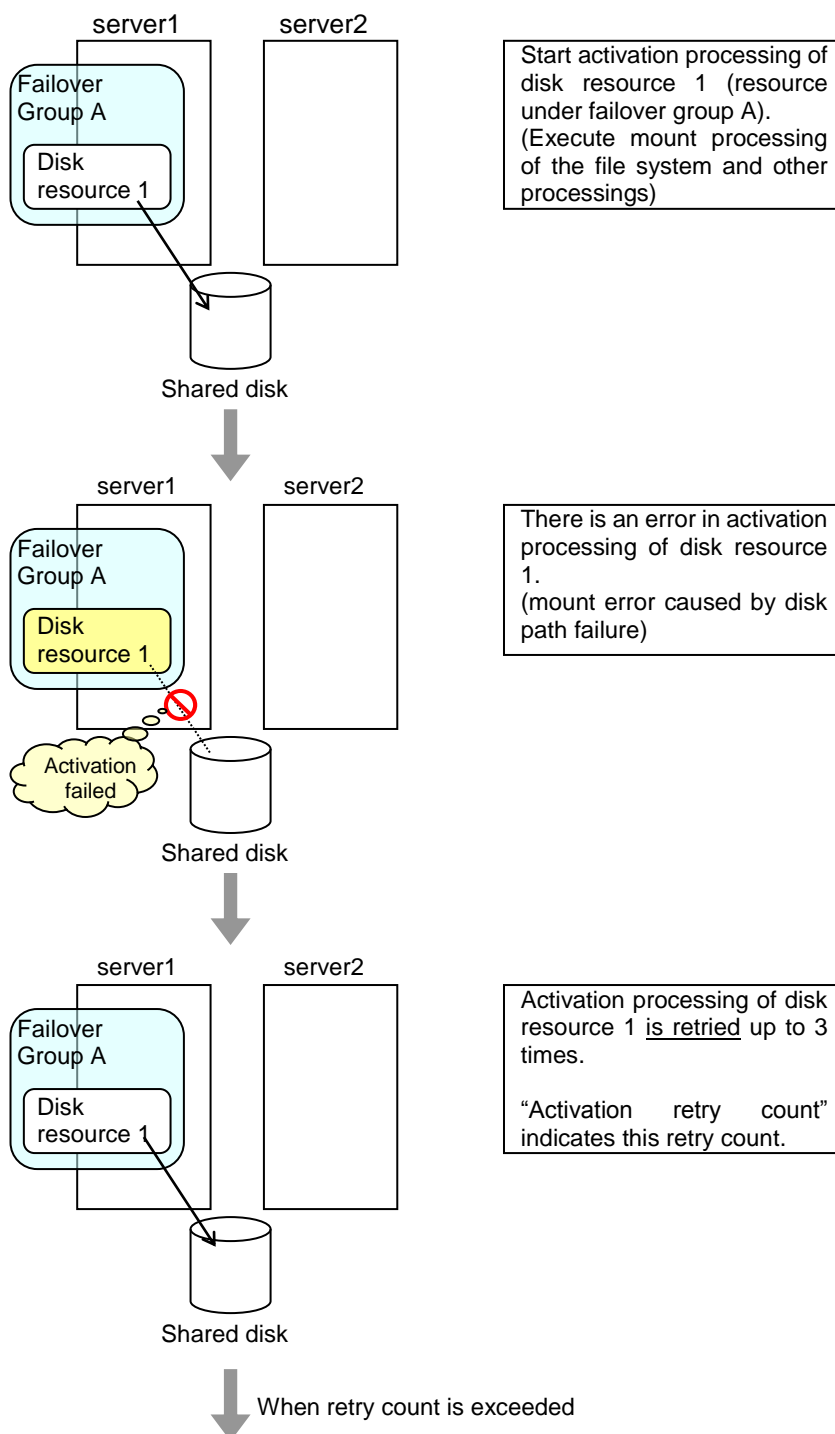 server1
server2
Failover
Group A
Disk
resource 1
Shared disk
Start activation processing of
disk resource 1 (resource
under failover group A).
(Execute mount processing
of the file system and other
processings)
server1
server2
Failover
Group A
Disk
resource 1
Activation
failed
Shared disk
There is an error in activation
processing of disk resource
1.
(mount error caused by disk
path failure)
server1
server2
Failover
Group A
Disk
resource 1
Shared disk
Activation processing of disk
resource 1 is retried up to 3
times.
“Activation retry count”
indicates this retry count.
When retry count is exceeded